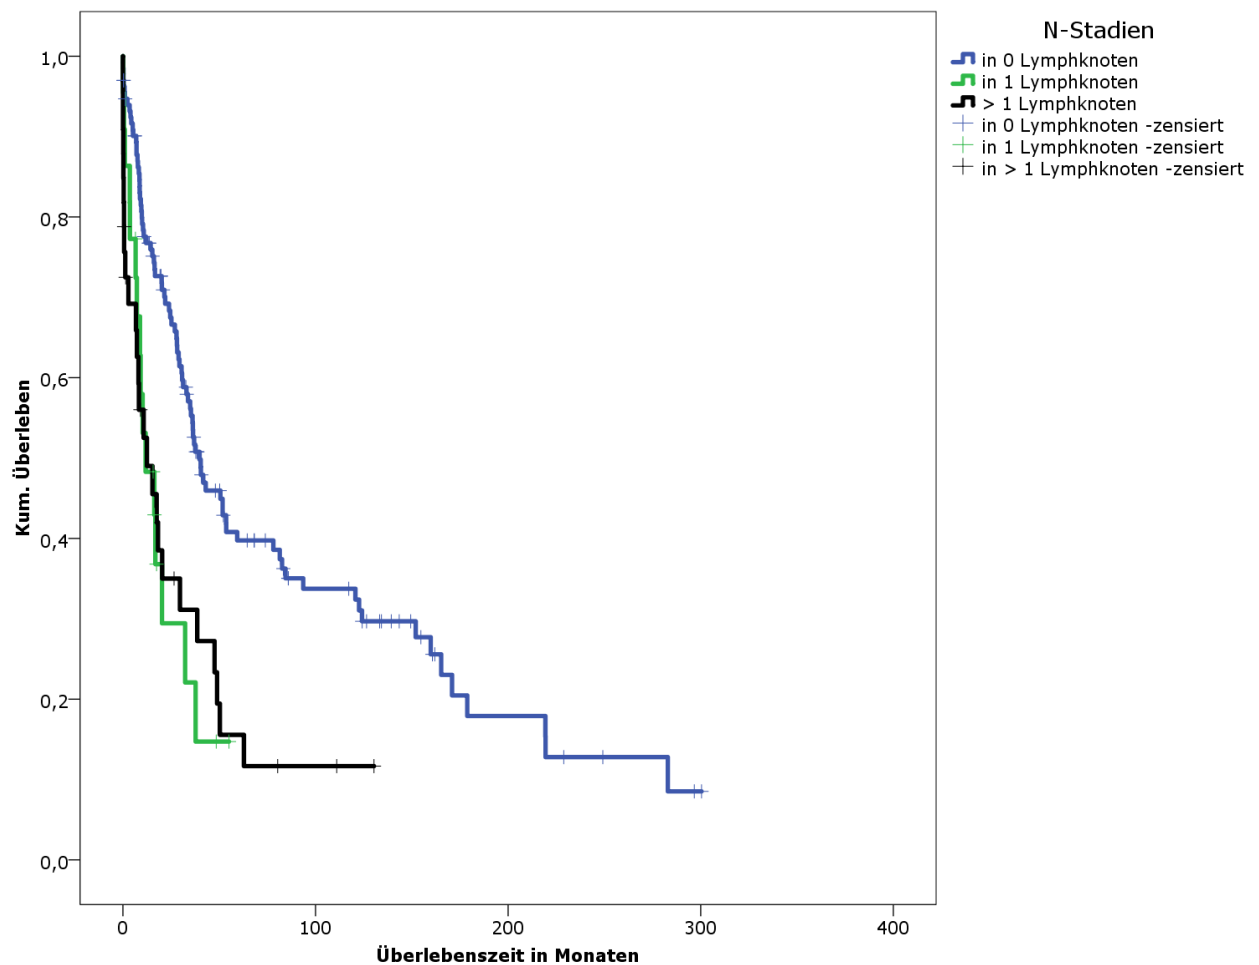 N-Stadien
in 0 Lymphknoten
in 1 Lymphknoten
> 1 Lymphknoten
in 0 Lymphknoten -zensiert
in 1 Lymphknoten -zensiert
in > 1 Lymphknoten -zensiert
Kum. Überleben
1,0
0,8
0,6
0,4
0,2
0,0
0 100 200 300 400
Überlebenszeit in Monaten